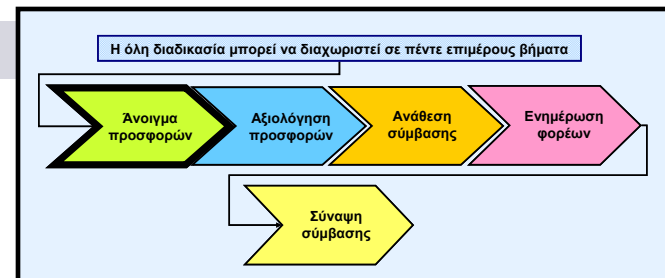 Η όλη διαδικασία μπορεί να διαχωριστεί σε πέντε επιμέρους βήματα
Άνοιγμα
προσφορών
Αξιολόγηση
προσφορών
Ανάθεση
σύμβασης
Ενημέρωση
φορέων
Σύναψη
σύμβασης